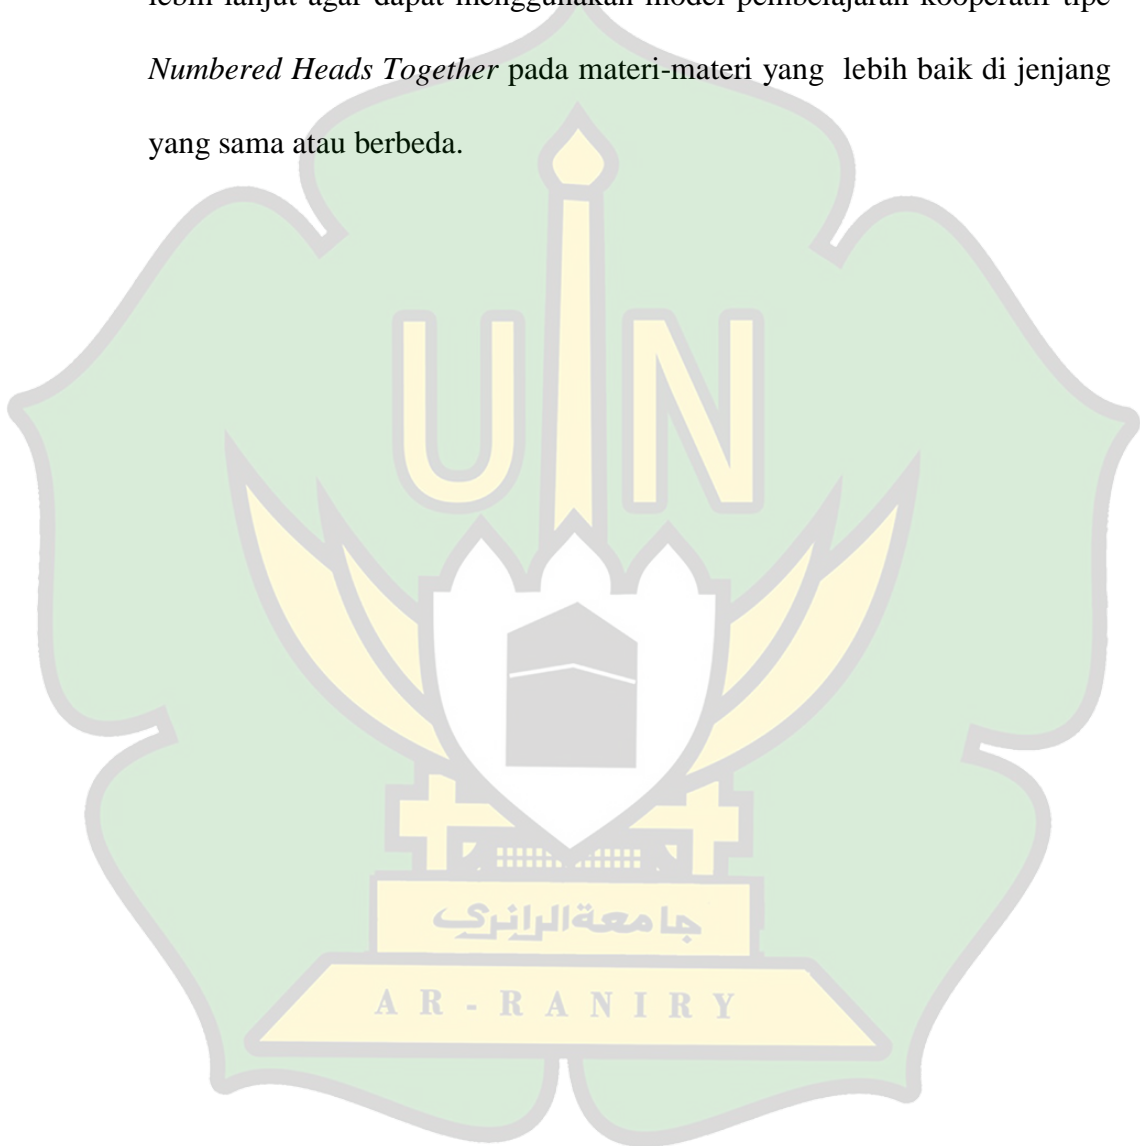 lebih lanjut agar dapat menggunakan model pembelajaran kooperatif tipe
Numbered Heads Together pada materi-materi yang lebih baik di jenjang
yang sama atau berbeda.
UIN
جامعةالرانري
AR-RANIRY